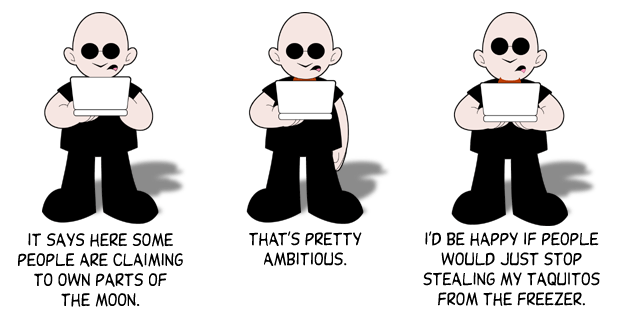 IT SAYS HERE SOME
PEOPLE ARE CLAIMING
TO OWN PARTS OF
THE MOON.
THAT'S PRETTY
AMBITIOUS.
I'D BE HAPPY IF PEOPLE
WOULD JUST STOP
STEALING MY TAQUITOS
FROM THE FREEZER.